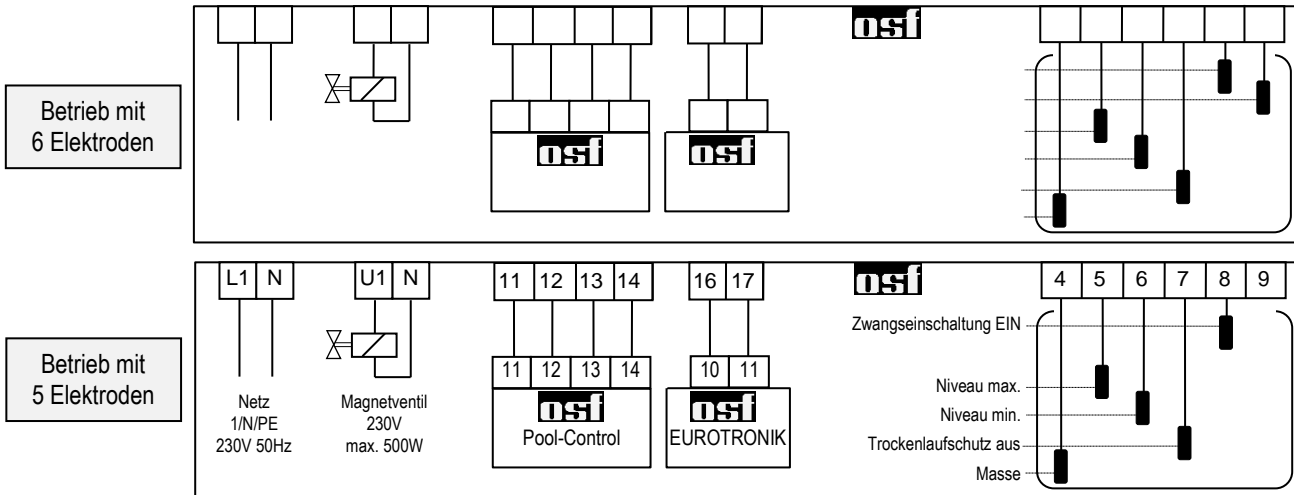 osf
Betrieb mit
6 Elektroden
osf
osf
L1 N
U1 N
11 12 13 14
16 17
osf
4 5 6 7 8 9
Zwangseinschaltung EIN
Betrieb mit
5 Elektroden
11 12 13 14
10 11
Niveau max.
Netz
1/N/PE
230V 50Hz
Magnetventil
230V
max. 500W
osf
Pool-Control
osf
EUROTRONIK
Niveau min.
Trockenlaufschutz aus
Masse